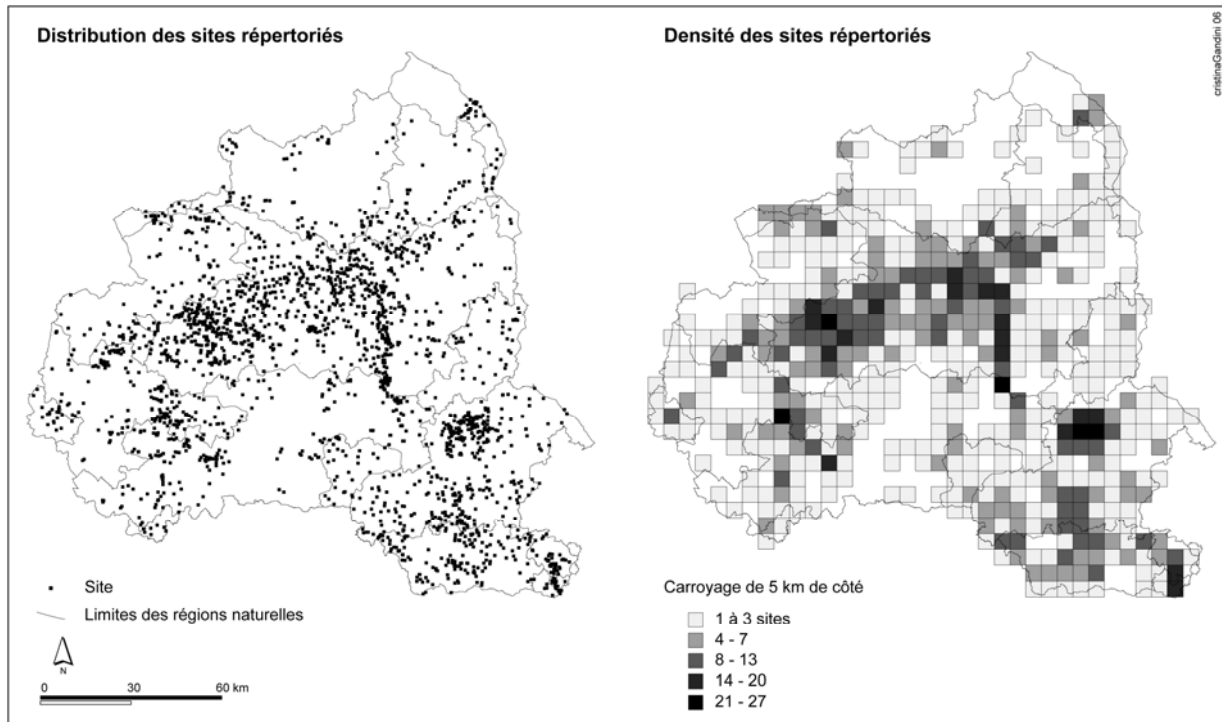 Distribution des sites répertoriés
Densité des sites répertoriés
cristinaGandini 06
Site
Limites des régions naturelles
N
0 30 60 km
Carroyage de 5 km de côté
1 à 3 sites
4 - 7
8 - 13
14 - 20
21 - 27